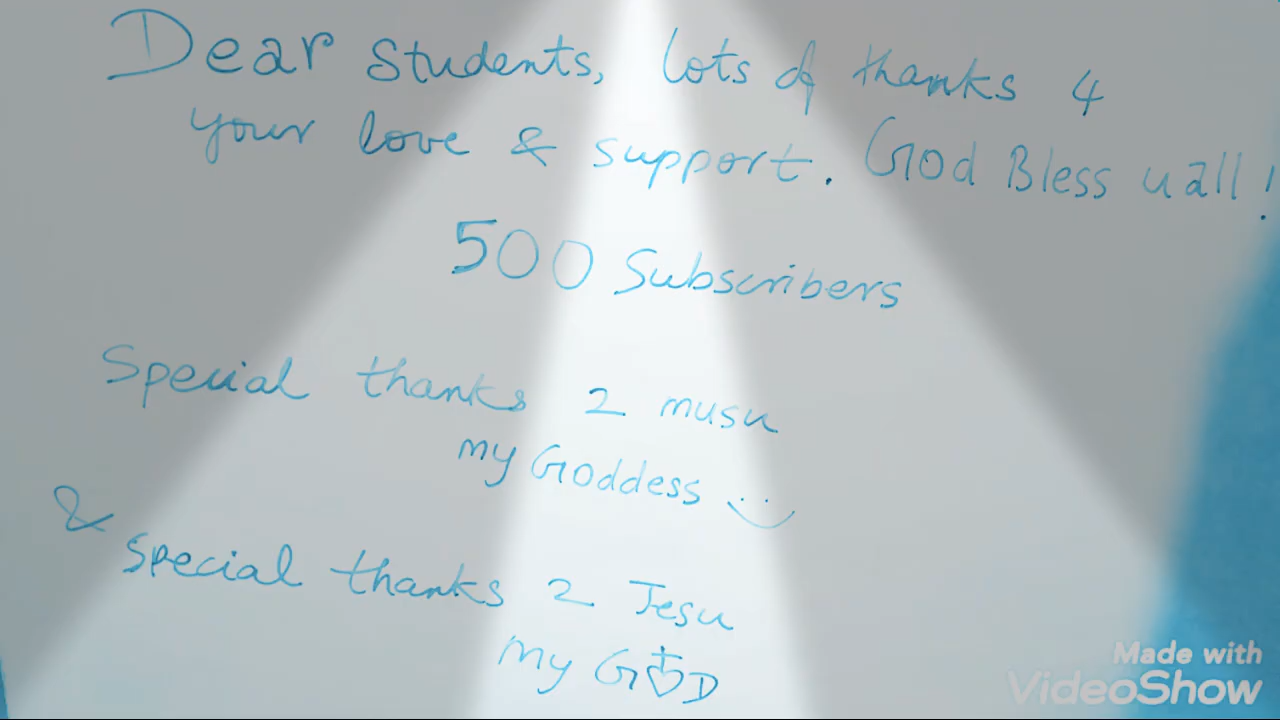 Dear students, lots of thanks 4
your love & support. God Bless u all!
500 Subscribers
Special thanks 2 musu
my Goddess
& special thanks 2 Jesu
my GOD
Made with
VideoShow